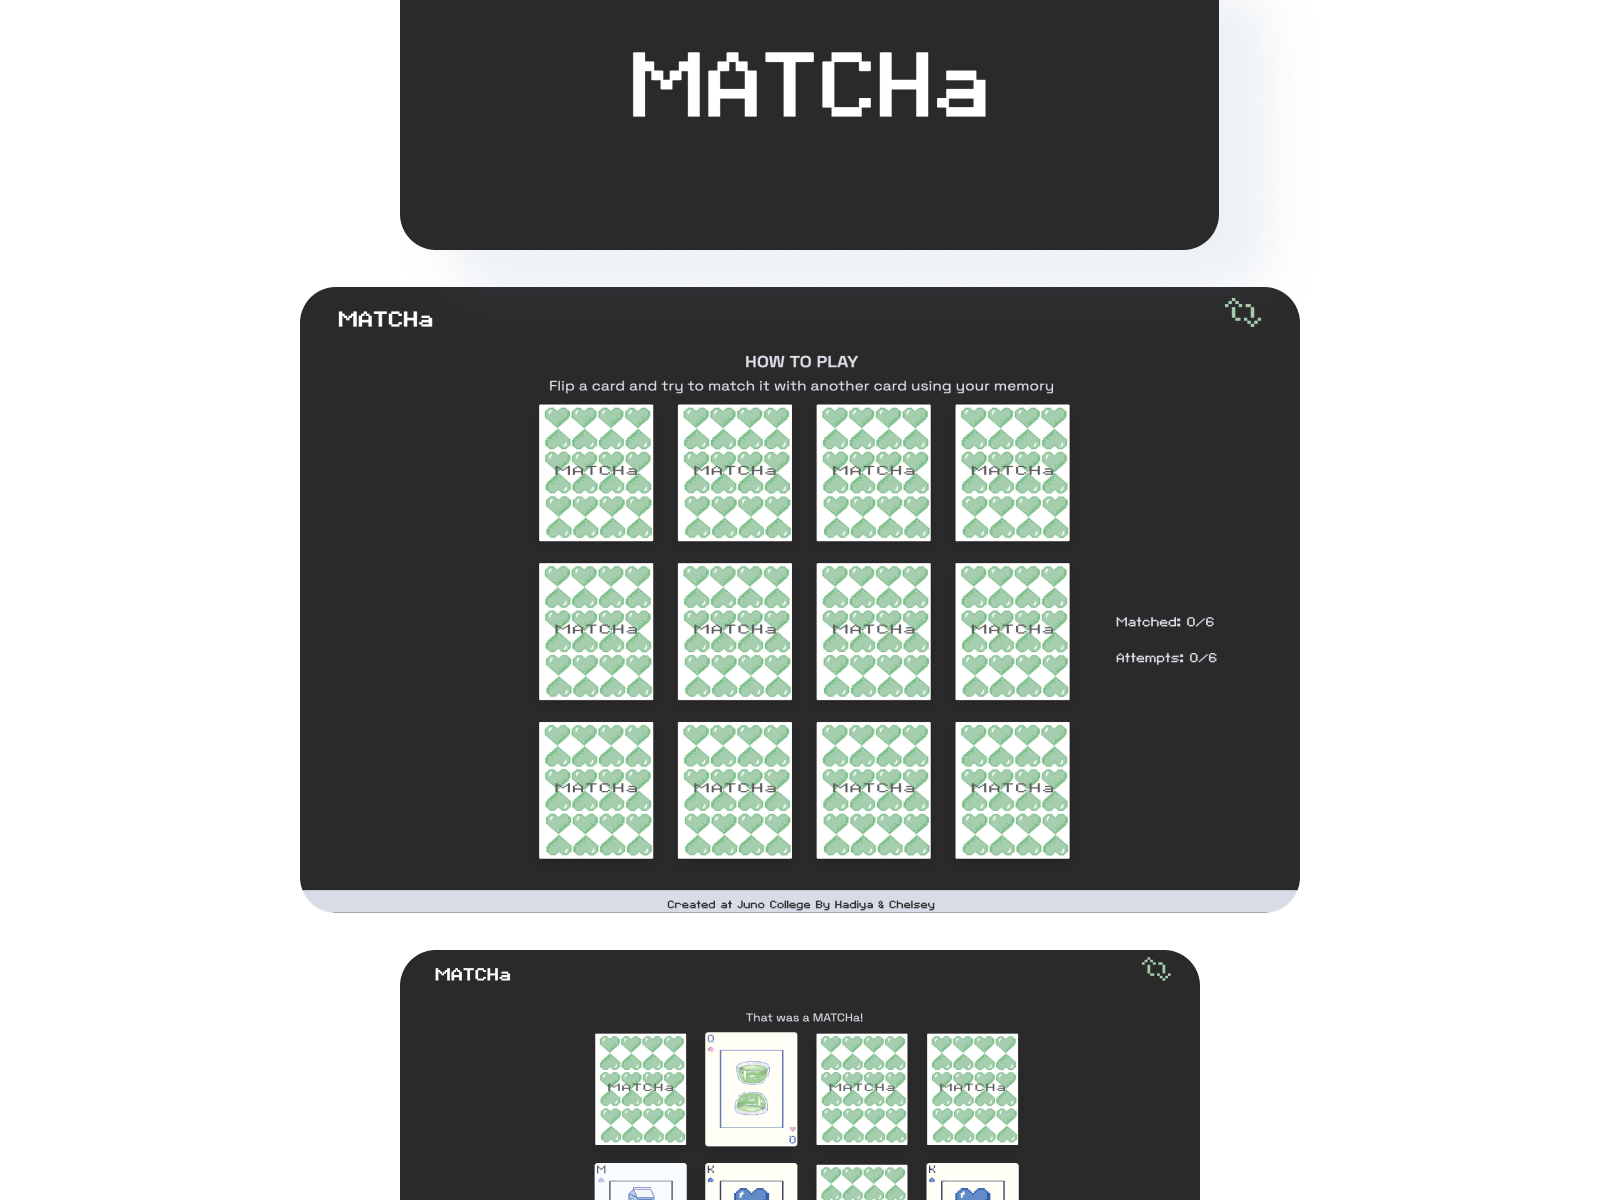 MATCHa
MATCHa
HOW TO PLAY
Flip a card and try to match it with another card using your memory
MATCHa MATCHa MATCHa MATCHa
MATCHa MATCHa MATCHa MATCHa
Matched: 0/6
Attempts: 0/6
MATCHa MATCHa MATCHa MATCHa
Created at Juno College By Hadiya & Chelsey
MATCHa
That was a MATCHa!
Q
MATCHa MATCHa MATCHa
Q
M K K